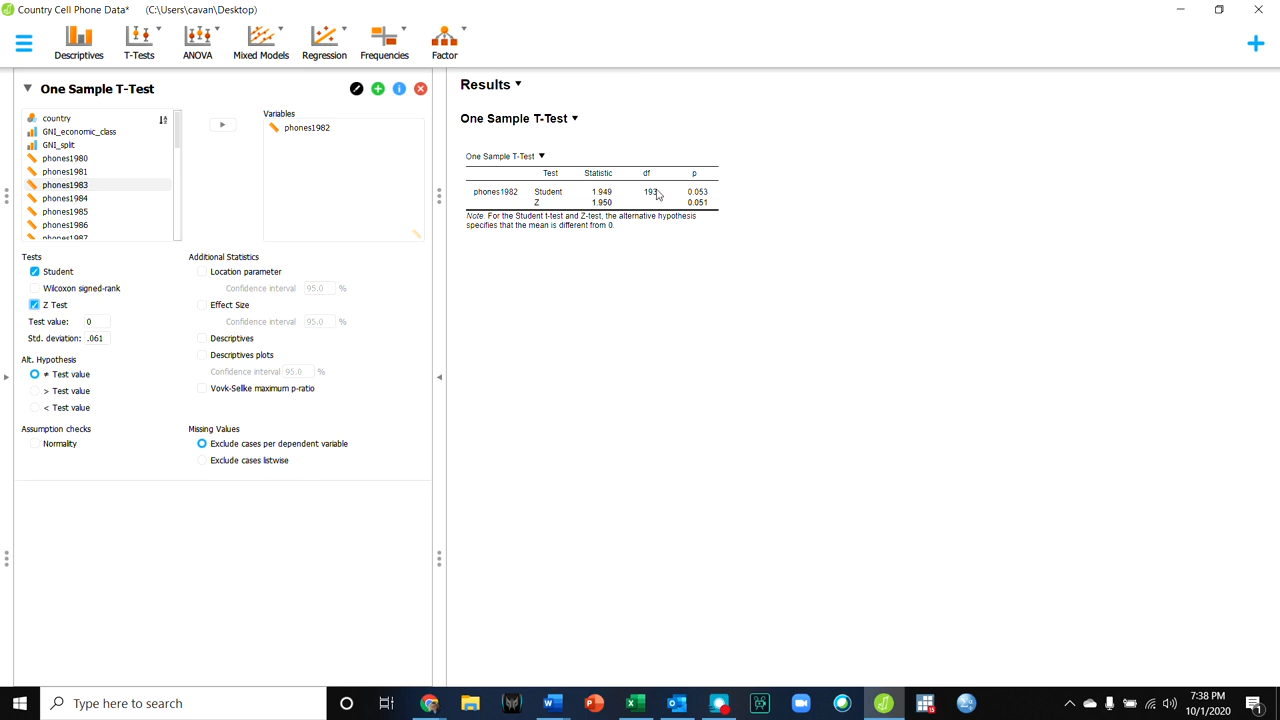 Country Cell Phone Data* (C:\Users\cavan\Desktop)
Descriptives T-Tests ANOVA Mixed Models Regression Frequencies Factor
One Sample T-Test
country
GNI_economic_class
GNI_split
phones1980
phones1981
phones1983
phones1984
phones1985
phones1986
phones1987
Variables
phones1982
Tests
Student
Wilcoxon signed-rank
Z Test
Test value: 0
Std. deviation: .061
Alt. Hypothesis
≠ Test value
> Test value
< Test value
Assumption checks
Normality
Additional Statistics
Location parameter
Confidence interval 95.0 %
Effect Size
Confidence interval 95.0 %
Descriptives
Descriptives plots
Confidence interval 95.0 %
Vovk-Sellke maximum p-ratio
Missing Values
Exclude cases per dependent variable
Exclude cases listwise
Results
One Sample T-Test
One Sample T-Test
Test Statistic df p
phones1982 Student 1.949 193 0.053
Z 1.950 0.051
Note. For the Student t-test and Z-test, the alternative hypothesis
specifies that the mean is different from 0.
Type here to search
7:38 PM
10/1/2020